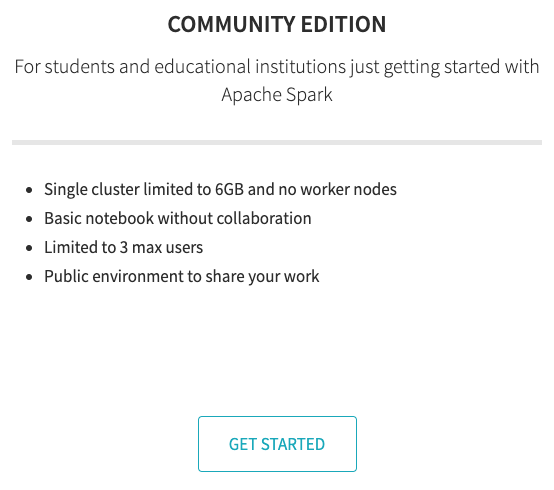 COMMUNITY EDITION
For students and educational institutions just getting started with
Apache Spark
• Single cluster limited to 6GB and no worker nodes
• Basic notebook without collaboration
• Limited to 3 max users
• Public environment to share your work
GET STARTED